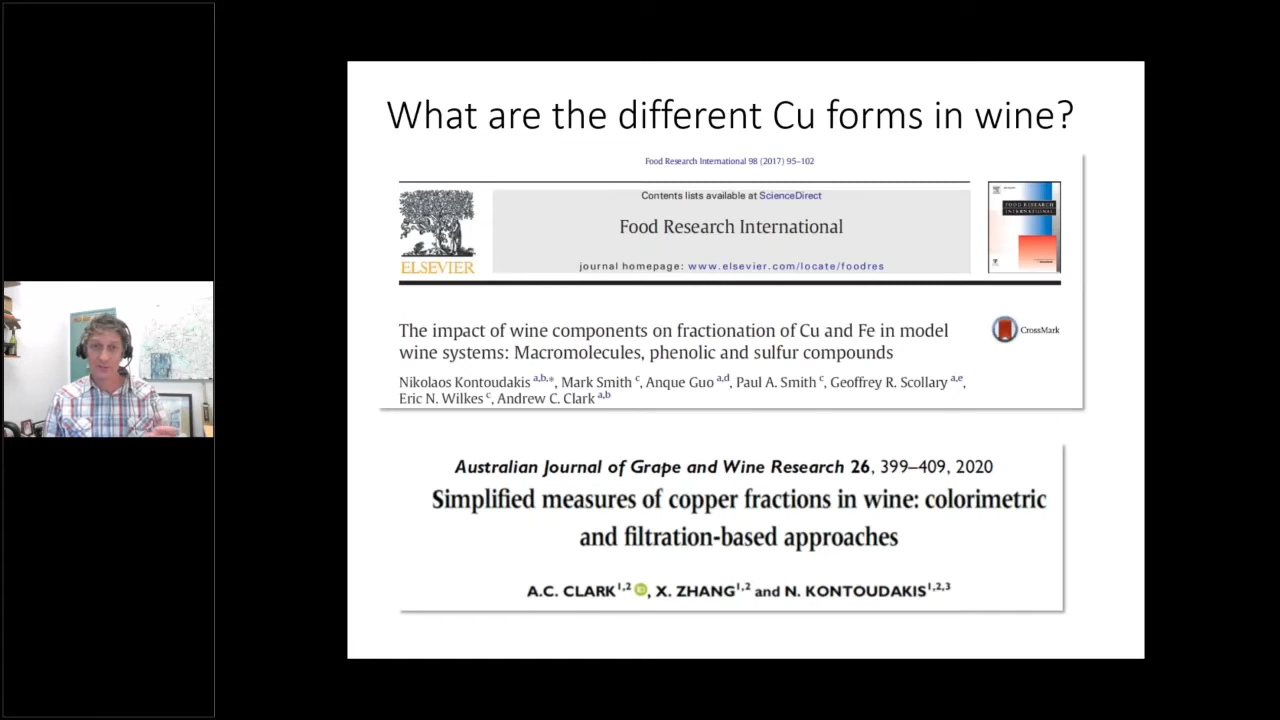 What are the different Cu forms in wine?
Food Research International 98 (2017) 95–102
Contents lists available at ScienceDirect
Food Research International
journal homepage: www.elsevier.com/locate/foodres
ELSEVIER
FOOD RESEARCH
INTERNATIONAL
The impact of wine components on fractionation of Cu and Fe in model
wine systems: Macromolecules, phenolic and sulfur compounds
CrossMark
Nikolaos Kontoudakis a,b,*, Mark Smith c, Anque Guo a,d, Paul A. Smith c, Geoffrey R. Scollary a,e,
Eric N. Wilkes c, Andrew C. Clark a,b
Australian Journal of Grape and Wine Research 26, 399–409, 2020
Simplified measures of copper fractions in wine: colorimetric
and filtration-based approaches
A.C. CLARK1,2 iD, X. ZHANG1,2 and N. KONTOUDAKIS1,2,3